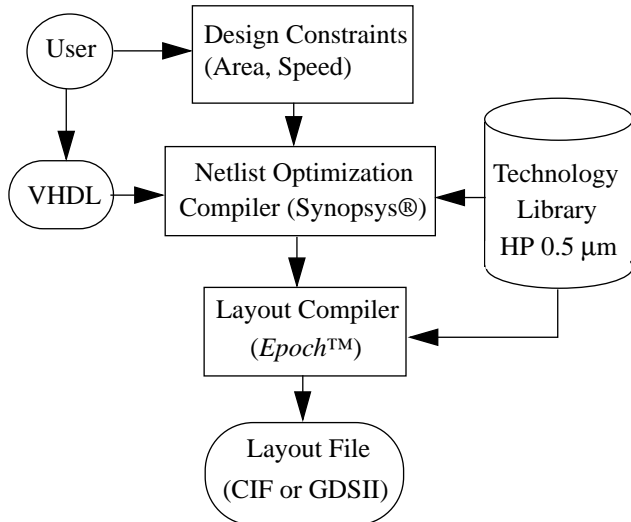 User
Design Constraints
(Area, Speed)
VHDL
Netlist Optimization
Compiler (Synopsys®)
Technology
Library
HP 0.5 μm
Layout Compiler
(Epoch™)
Layout File
(CIF or GDSII)